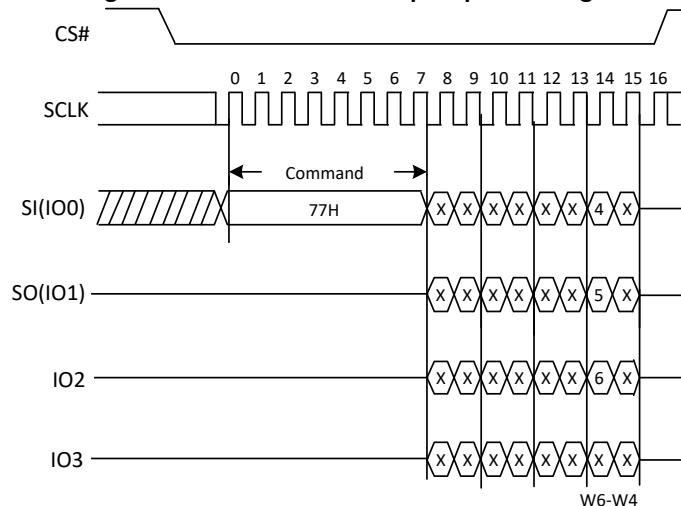 CS#
0 1 2 3 4 5 6 7 8 9 10 11 12 13 14 15 16
SCLK
Command
SI(IO0) 77H X X X X X X 4 X
SO(IO1) X X X X X X 5 X
IO2 X X X X X X 6 X
IO3 X X X X X X X X
W6-W4